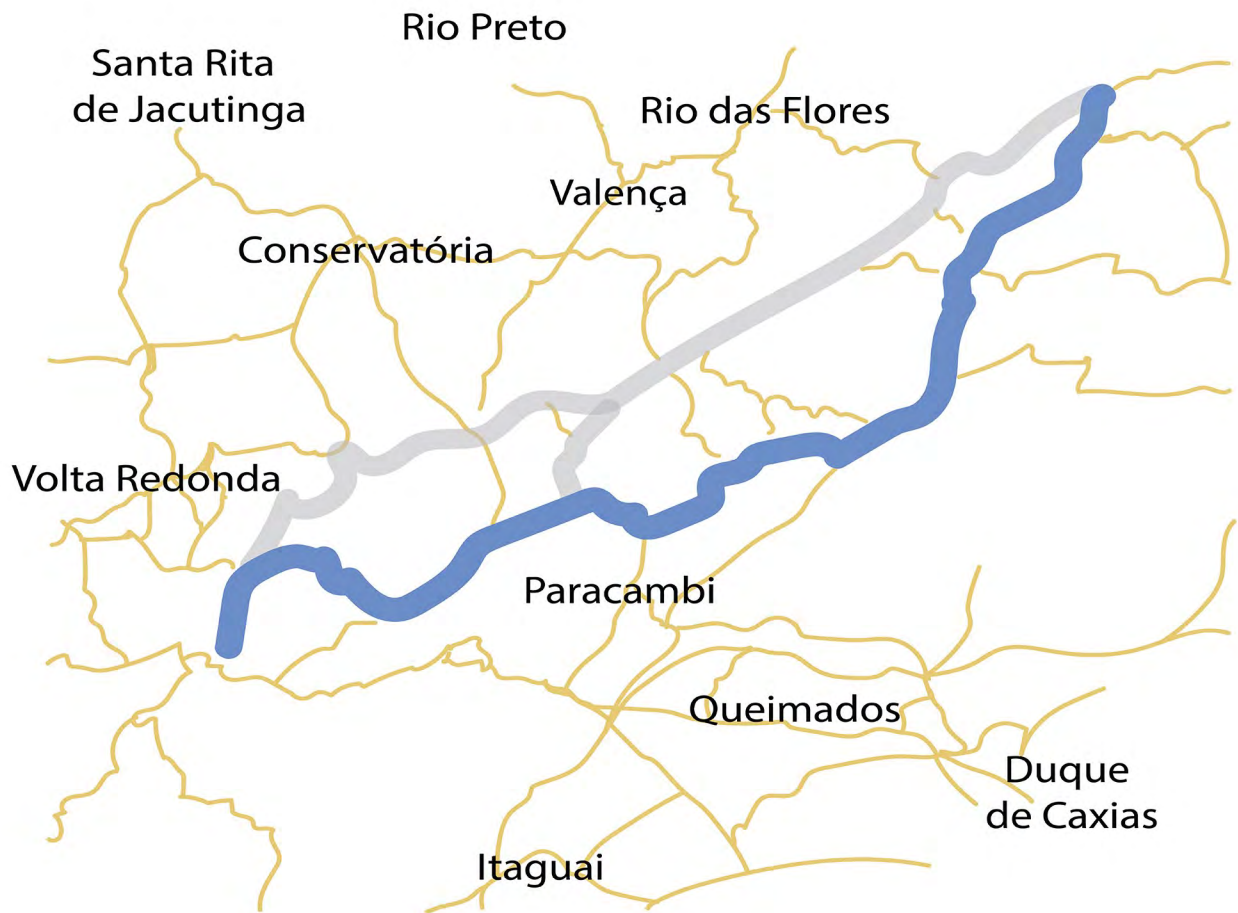 Rio Preto
Santa Rita
de Jacutinga
Rio das Flores
Valença
Conservatória
Volta Redonda
Paracambi
Queimados
Duque
de Caxias
Itaguai